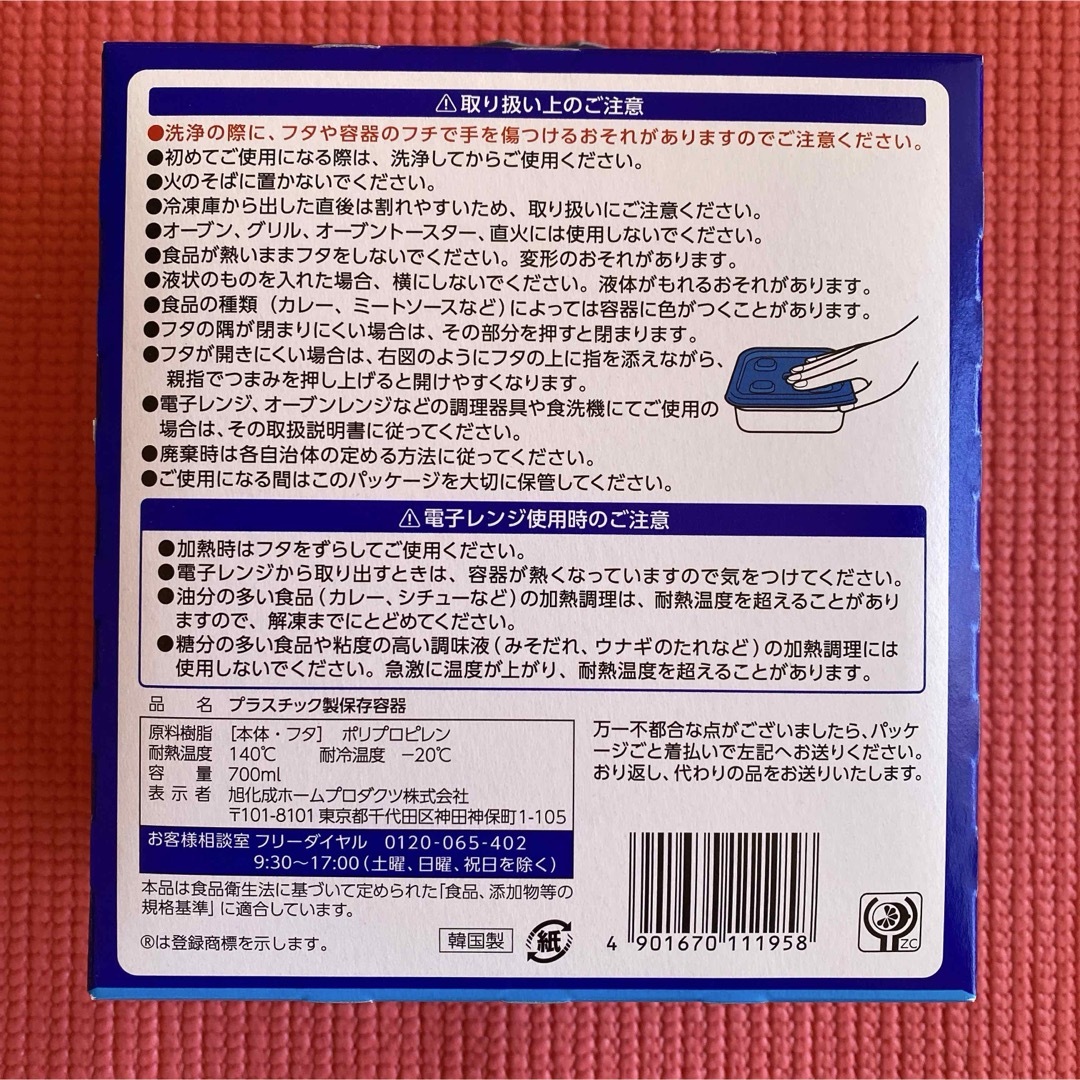 ⚠取り扱い上のご注意
●洗浄の際に、フタや容器のフチで手を傷つけるおそれがありますのでご注意ください。
●初めてご使用になる際は、洗浄してからご使用ください。
●火のそばに置かないでください。
●冷凍庫から出した直後は割れやすいため、取り扱いにご注意ください。
●オーブン、グリル、オーブントースター、直火には使用しないでください。
●食品が熱いままフタをしないでください。変形のおそれがあります。
●液状のものを入れた場合、横にしないでください。液体がもれるおそれがあります。
●食品の種類（カレー、ミートソースなど）によっては容器に色がつくことがあります。
●フタの隅が閉まりにくい場合は、その部分を押すと閉まります。
●フタが開きにくい場合は、右図のようにフタの上に指を添えながら、
親指でつまみを押し上げると開けやすくなります。
●電子レンジ、オーブンレンジなどの調理器具や食洗機にてご使用の
場合は、その取扱説明書に従ってください。
●廃棄時は各自治体の定める方法に従ってください。
●ご使用になる間はこのパッケージを大切に保管してください。
⚠電子レンジ使用時のご注意
●加熱時はフタをずらしてご使用ください。
●電子レンジから取り出すときは、容器が熱くなっていますので気をつけてください。
●油分の多い食品（カレー、シチューなど）の加熱調理は、耐熱温度を超えることがあり
ますので、解凍までにとどめてください。
●糖分の多い食品や粘度の高い調味液（みそだれ、ウナギのたれなど）の加熱調理には
使用しないでください。急激に温度が上がり、耐熱温度を超えることがあります。
品名 プラスチック製保存容器
原料樹脂 ［本体・フタ］ ポリプロピレン
耐熱温度 140℃ 耐冷温度 −20℃
容量 700ml
表示者 旭化成ホームプロダクツ株式会社
〒101-8101 東京都千代田区神田神保町1-105
お客様相談室 フリーダイヤル 0120-065-402
9:30〜17:00（土曜、日曜、祝日を除く）
本品は食品衛生法に基づいて定められた「食品、添加物等の
規格基準」に適合しています。
®は登録商標を示します。
韓国製
紙
万一不都合な点がございましたら、パッケ
ージごと着払いで左記へお送りください。
おり返し、代わりの品をお送りいたします。
4 901670 111958
ZC